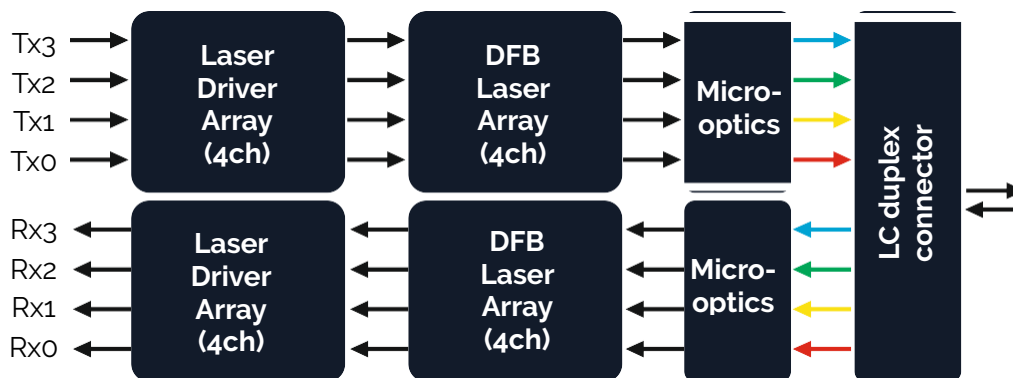 Tx3
Tx2
Tx1
Tx0
Laser
Driver
Array
(4ch)
DFB
Laser
Array
(4ch)
Micro-
optics
LC duplex
connector
Rx3
Rx2
Rx1
Rx0
Laser
Driver
Array
(4ch)
DFB
Laser
Array
(4ch)
Micro-
optics